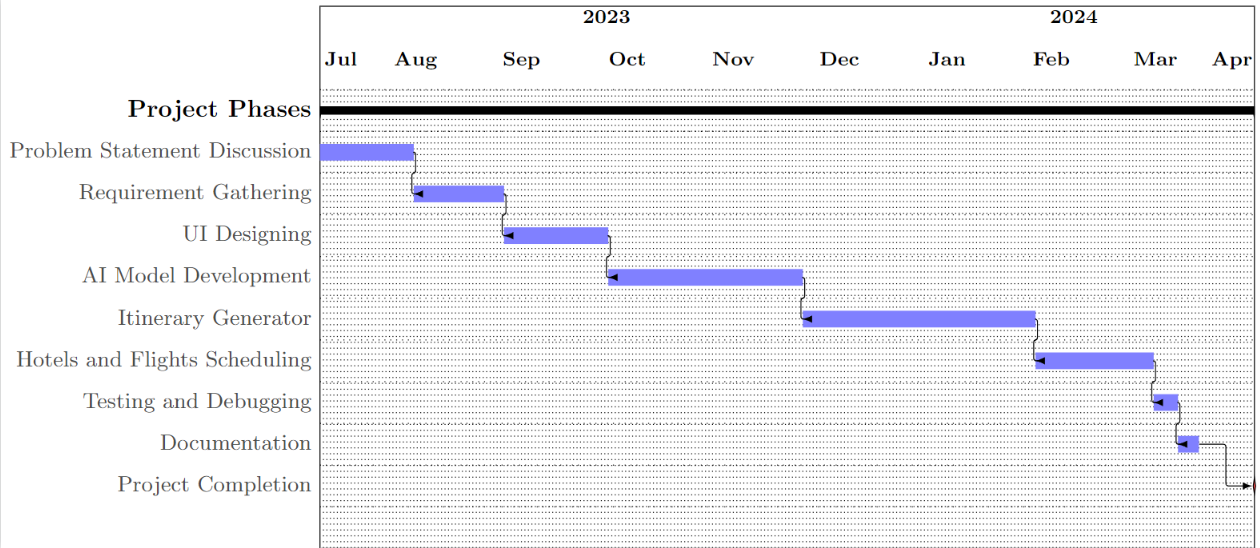 2023 2024
Jul Aug Sep Oct Nov Dec Jan Feb Mar Apr
Project Phases
Problem Statement Discussion
Requirement Gathering
UI Designing
AI Model Development
Itinerary Generator
Hotels and Flights Scheduling
Testing and Debugging
Documentation
Project Completion